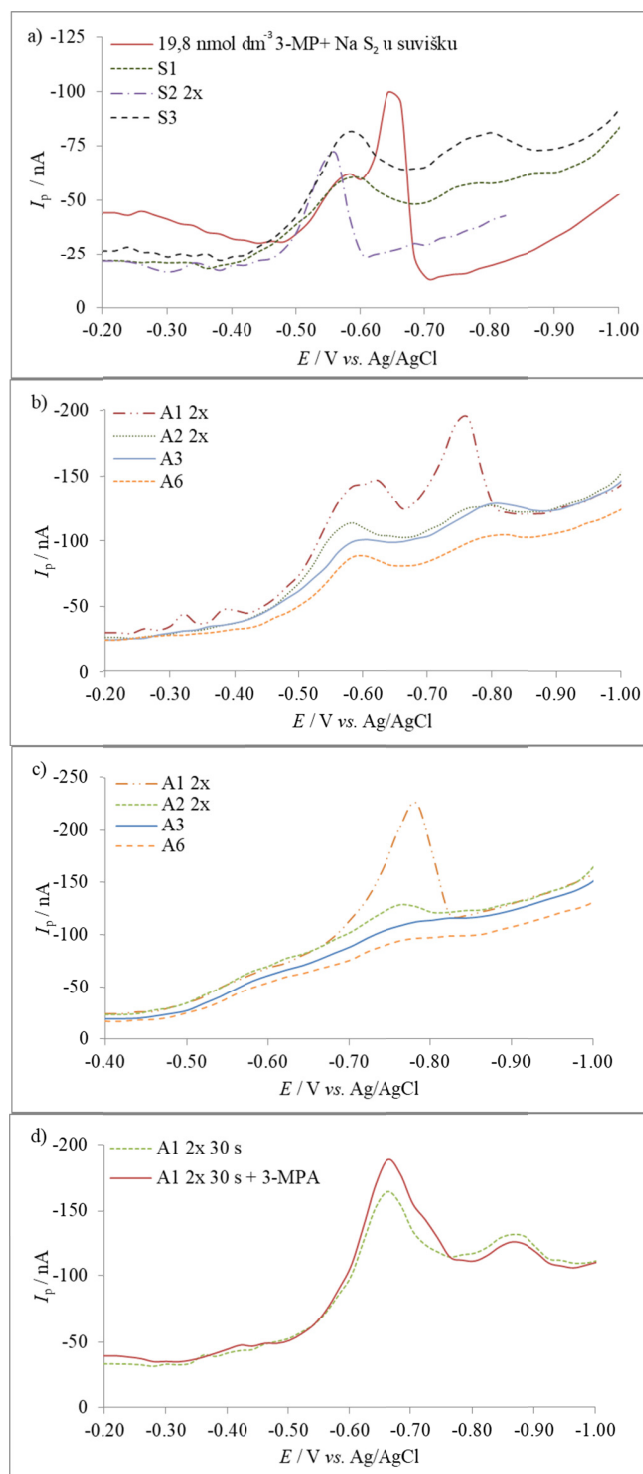 a)
-125
-100
-75
-50
-25
0
I_p / nA
19,8 nmol dm⁻³ 3-MP+ Na S₂ u suvišku
S1
S2 2x
S3
-0.20 -0.30 -0.40 -0.50 -0.60 -0.70 -0.80 -0.90 -1.00
E / V vs. Ag/AgCl
b)
-200
-150
-100
-50
0
I_p / nA
A1 2x
A2 2x
A3
A6
-0.20 -0.30 -0.40 -0.50 -0.60 -0.70 -0.80 -0.90 -1.00
E / V vs. Ag/AgCl
c)
-250
-200
-150
-100
-50
0
I_p / nA
A1 2x
A2 2x
A3
A6
-0.40 -0.50 -0.60 -0.70 -0.80 -0.90 -1.00
E / V vs. Ag/AgCl
d)
-200
-150
-100
-50
0
I_p / nA
A1 2x 30 s
A1 2x 30 s + 3-MPA
-0.20 -0.30 -0.40 -0.50 -0.60 -0.70 -0.80 -0.90 -1.00
E / V vs. Ag/AgCl